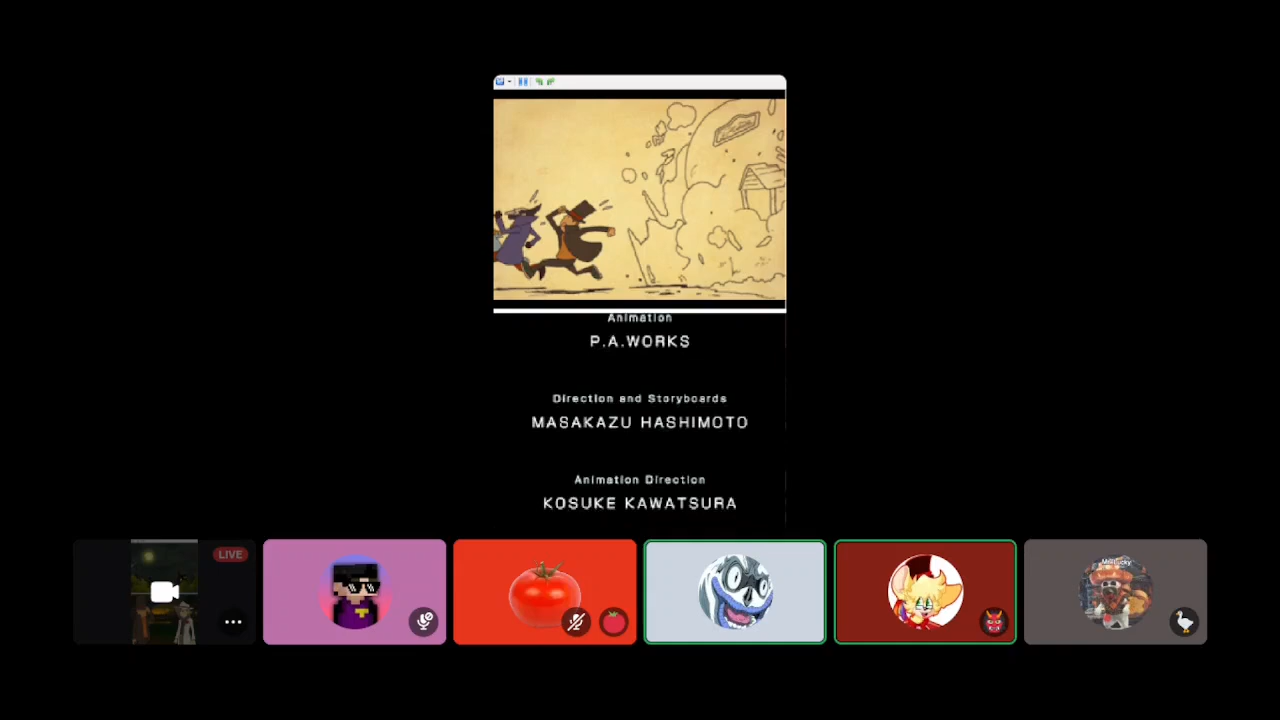 Animation
P.A.WORKS
Direction and Storyboards
MASAKAZU HASHIMOTO
Animation Direction
KOSUKE KAWATSURA
LIVE